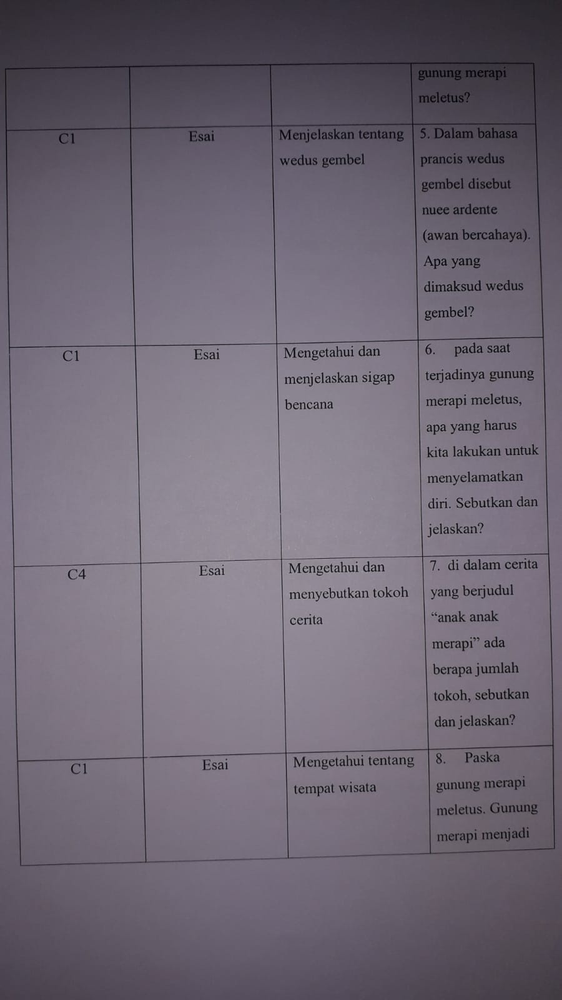 gunung merapi
meletus?
C1
Esai
Menjelaskan tentang
wedus gembel
5. Dalam bahasa
prancis wedus
gembel disebut
nuee ardente
(awan bercahaya).
Apa yang
dimaksud wedus
gembel?
C1
Esai
Mengetahui dan
menjelaskan sigap
bencana
6. pada saat
terjadinya gunung
merapi meletus,
apa yang harus
kita lakukan untuk
menyelamatkan
diri. Sebutkan dan
jelaskan?
C4
Esai
Mengetahui dan
menyebutkan tokoh
cerita
7. di dalam cerita
yang berjudul
“anak anak
merapi” ada
berapa jumlah
tokoh, sebutkan
dan jelaskan?
C1
Esai
Mengetahui tentang
tempat wisata
8. Paska
gunung merapi
meletus. Gunung
merapi menjadi